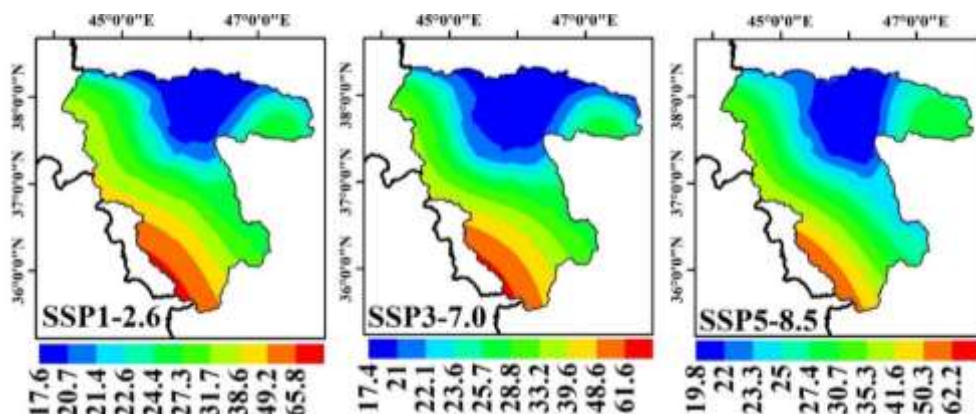 45°0'0"E 47°0'0"E 45°0'0"E 47°0'0"E 45°0'0"E 47°0'0"E
38°0'0"N 38°0'0"N 38°0'0"N
37°0'0"N 37°0'0"N 37°0'0"N
36°0'0"N 36°0'0"N 36°0'0"N
SSP1-2.6 SSP3-7.0 SSP5-8.5
17.6 20.7 21.4 22.6 24.4 27.3 31.7 38.6 49.2 65.8
17.4 21 22.1 23.6 25.7 28.8 33.2 39.6 48.6 61.6
19.8 22 23.3 25 27.4 30.7 35.3 41.6 50.3 62.2